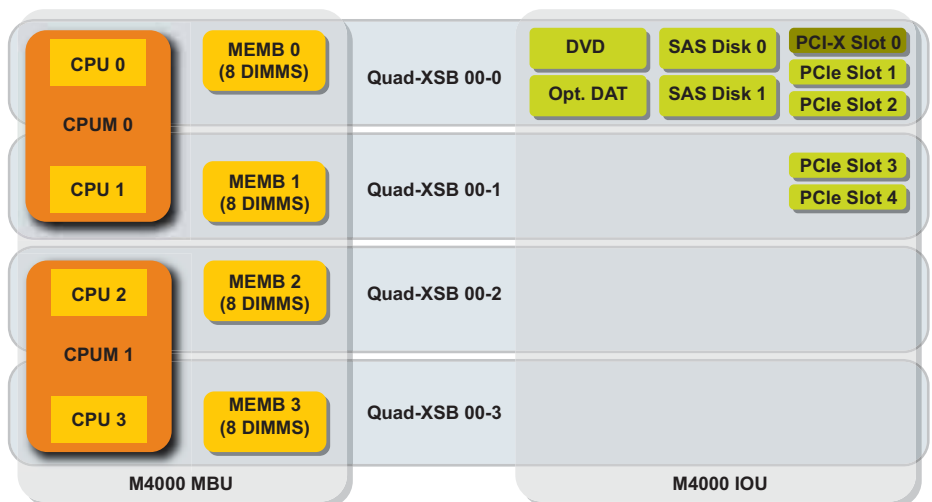 CPU 0
CPUM 0
CPU 1
MEMB 0
(8 DIMMS)
Quad-XSB 00-0
DVD
SAS Disk 0
PCI-X Slot 0
PCIe Slot 1
Opt. DAT
SAS Disk 1
PCIe Slot 2
MEMB 1
(8 DIMMS)
Quad-XSB 00-1
PCIe Slot 3
PCIe Slot 4
CPU 2
CPUM 1
CPU 3
MEMB 2
(8 DIMMS)
Quad-XSB 00-2
MEMB 3
(8 DIMMS)
Quad-XSB 00-3
M4000 MBU
M4000 IOU